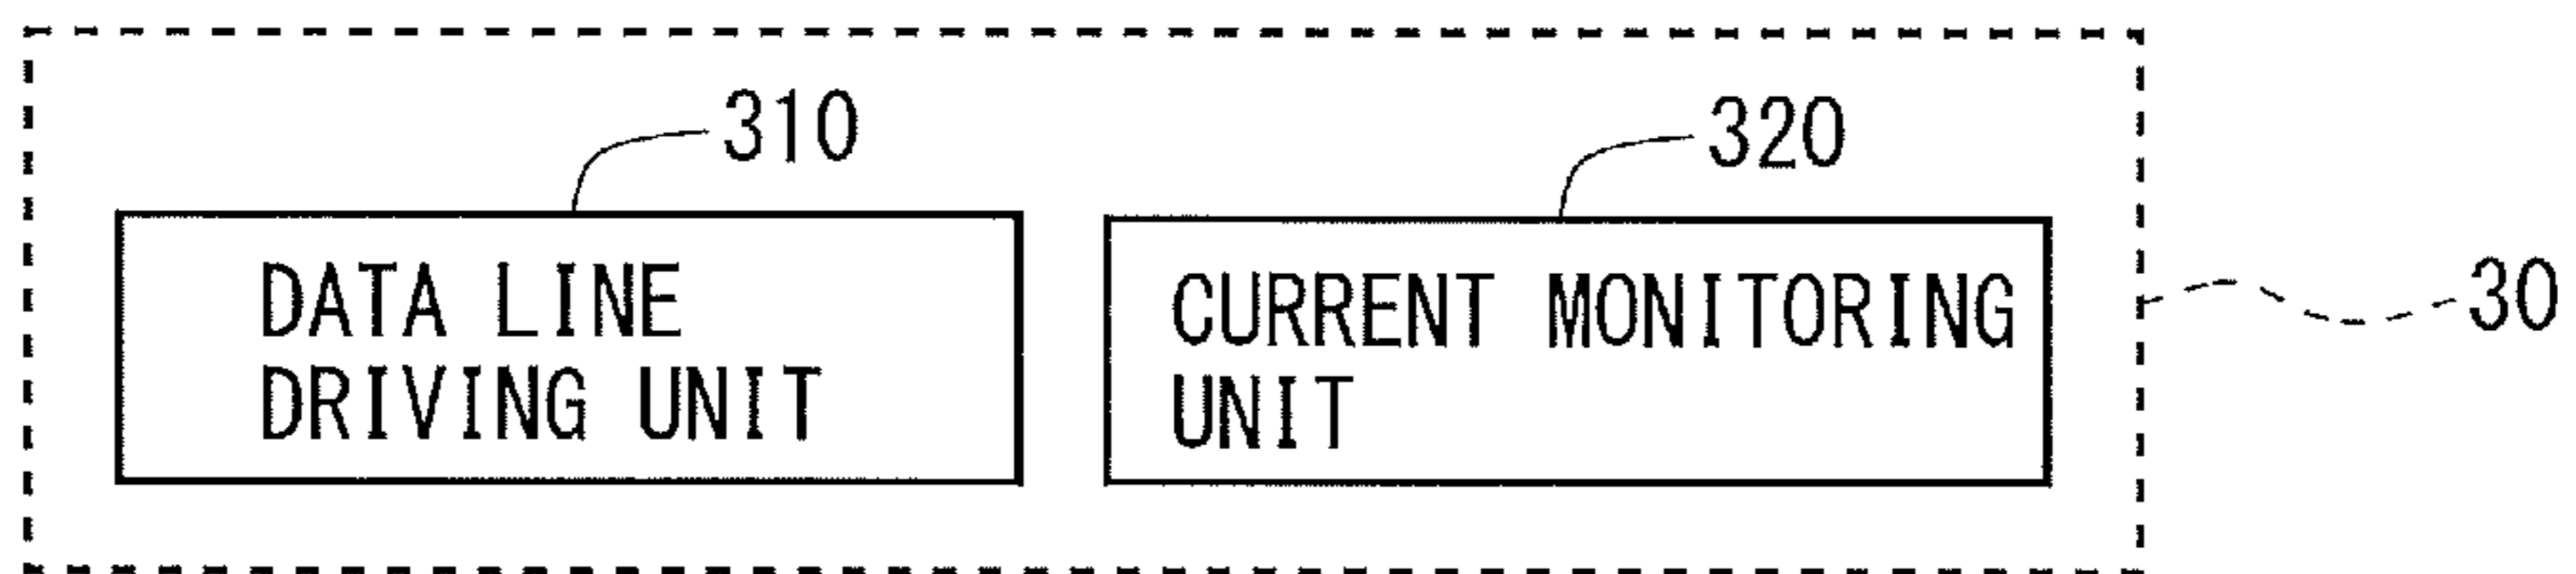 310
320
DATA LINE
DRIVING UNIT
CURRENT MONITORING
UNIT
30